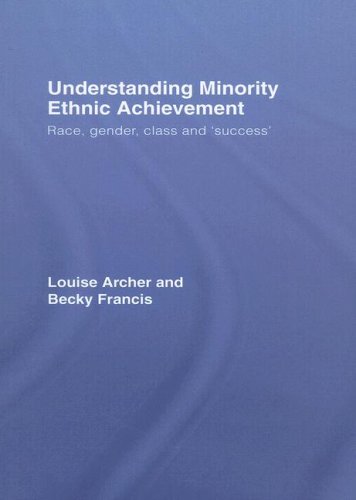 Understanding Minority
Ethnic Achievement
Race, gender, class and ‘success’
Louise Archer and
Becky Francis